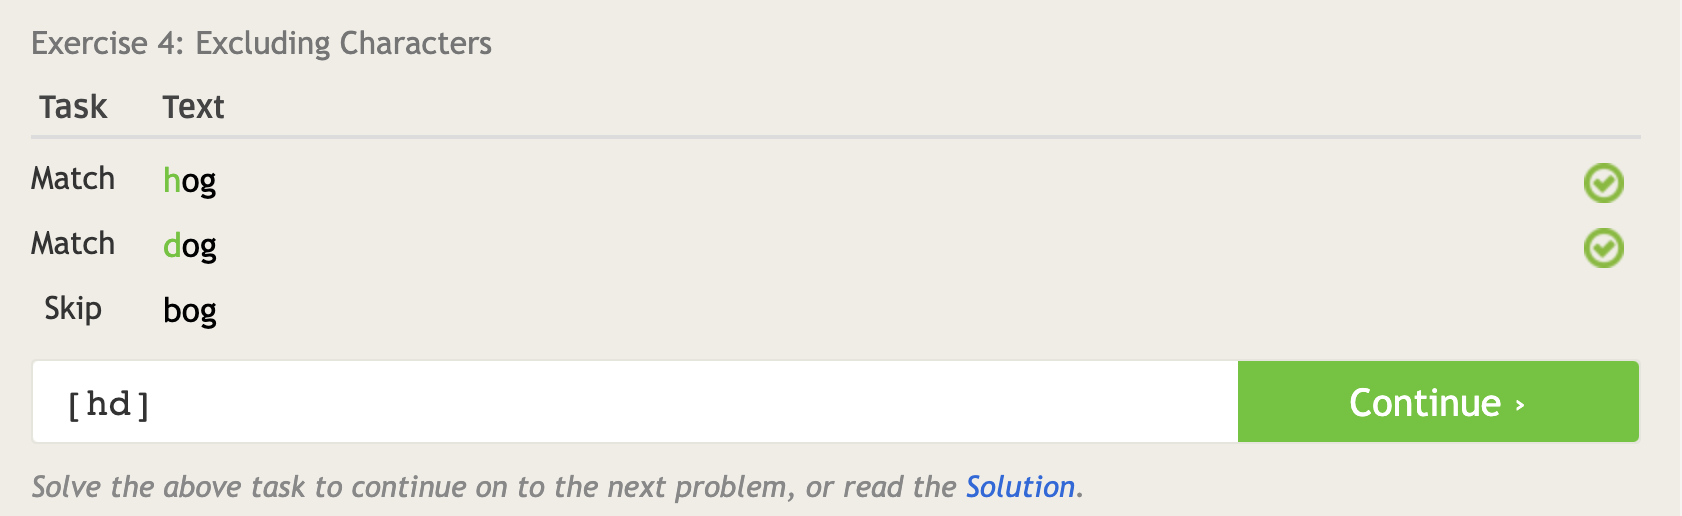 Exercise 4: Excluding Characters
Task Text
Match hog
Match dog
Skip bog
[hd]
Continue ›
Solve the above task to continue on to the next problem, or read the Solution.